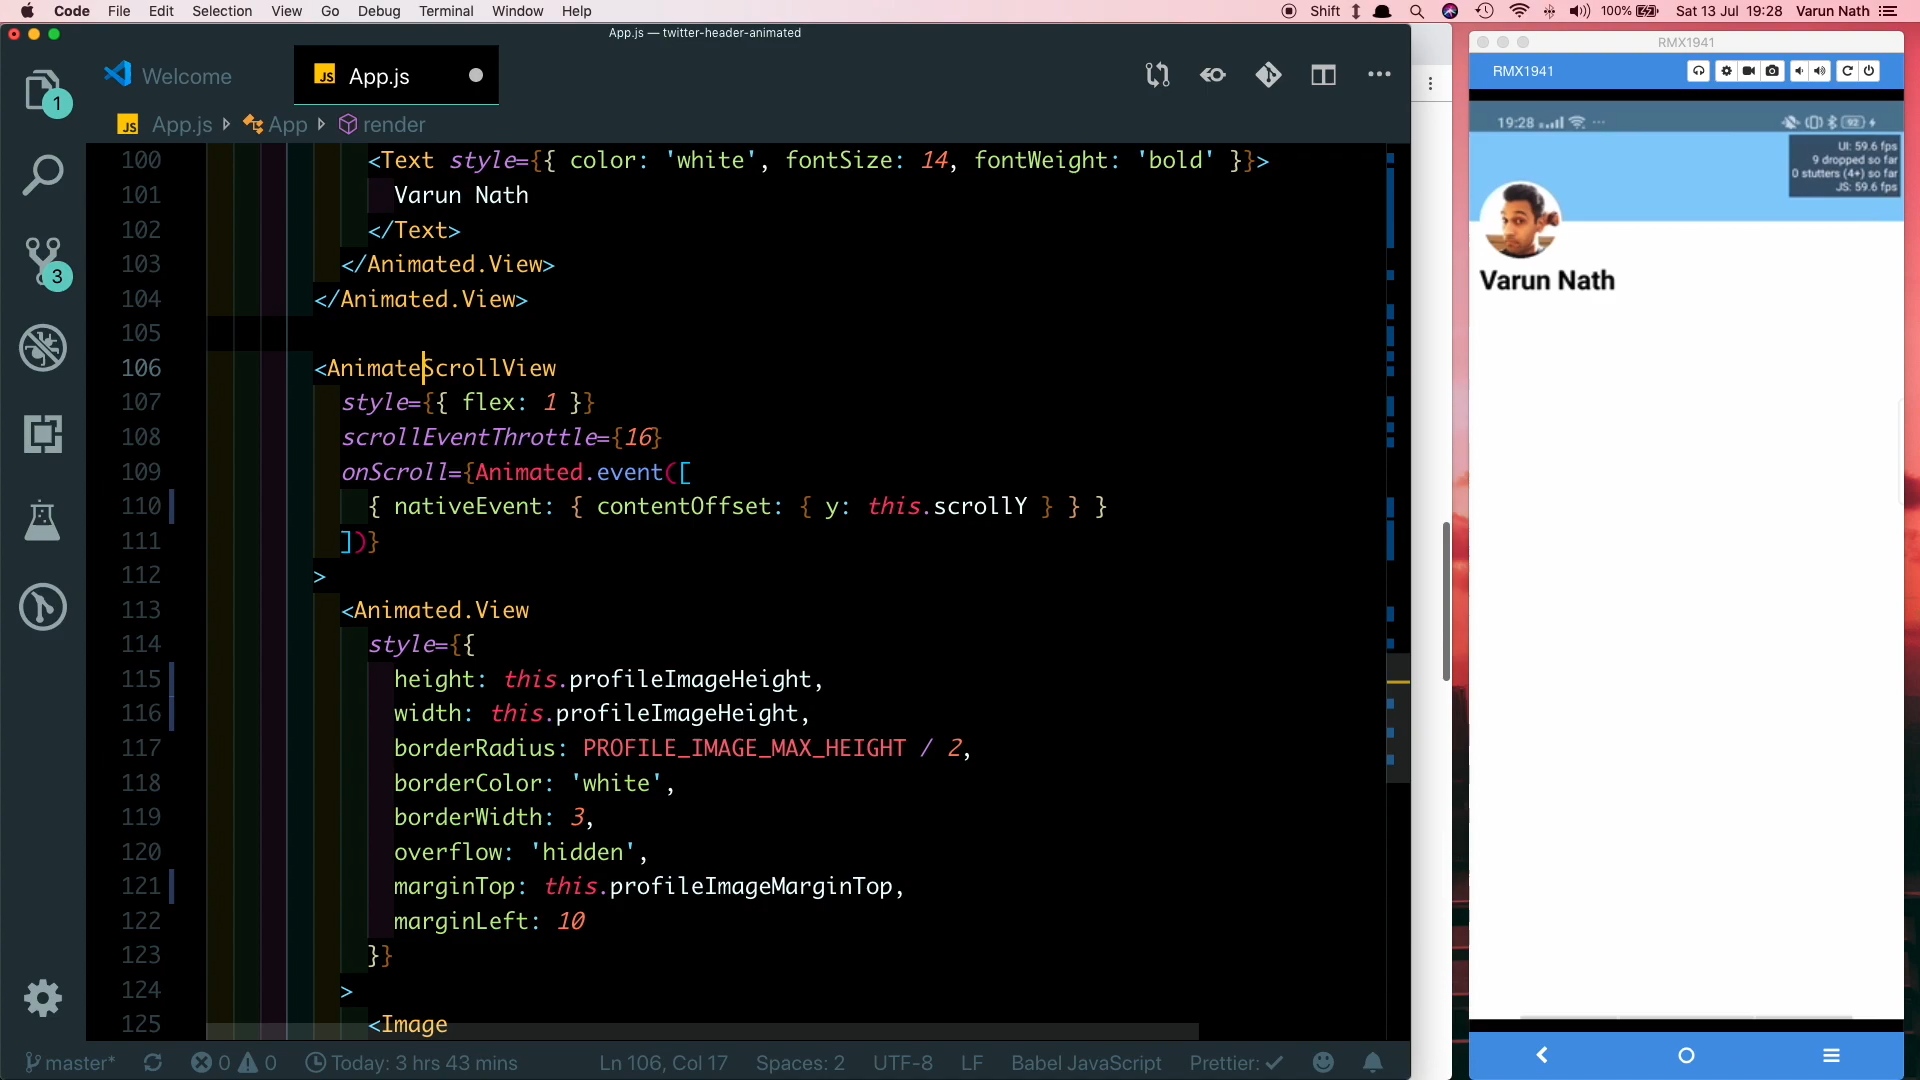 Code File Edit Selection View Go Debug Terminal Window Help Shift 100% Sat 13 Jul 19:28 Varun Nath
App.js — twitter-header-animated
Welcome
JS App.js
JS App.js App render
1
3
100 <Text style={{ color: 'white', fontSize: 14, fontWeight: 'bold' }}>
101 Varun Nath
102 </Text>
103 </Animated.View>
104 </Animated.View>
105
106 <AnimateScrollView
107 style={{ flex: 1 }}
108 scrollEventThrottle={16}
109 onScroll={Animated.event([
110 { nativeEvent: { contentOffset: { y: this.scrollY } } }
111 ])}
112 >
113 <Animated.View
114 style={{
115 height: this.profileImageHeight,
116 width: this.profileImageHeight,
117 borderRadius: PROFILE_IMAGE_MAX_HEIGHT / 2,
118 borderColor: 'white',
119 borderWidth: 3,
120 overflow: 'hidden',
121 marginTop: this.profileImageMarginTop,
122 marginLeft: 10
123 }}
124 >
125 <Image
master* 0 0 Today: 3 hrs 43 mins Ln 106, Col 17 Spaces: 2 UTF-8 LF Babel JavaScript Prettier: ✓
RMX1941
RMX1941
19:28 92
UI: 59.6 fps
9 dropped so far
0 stutters (4+) so far
JS: 59.6 fps
Varun Nath